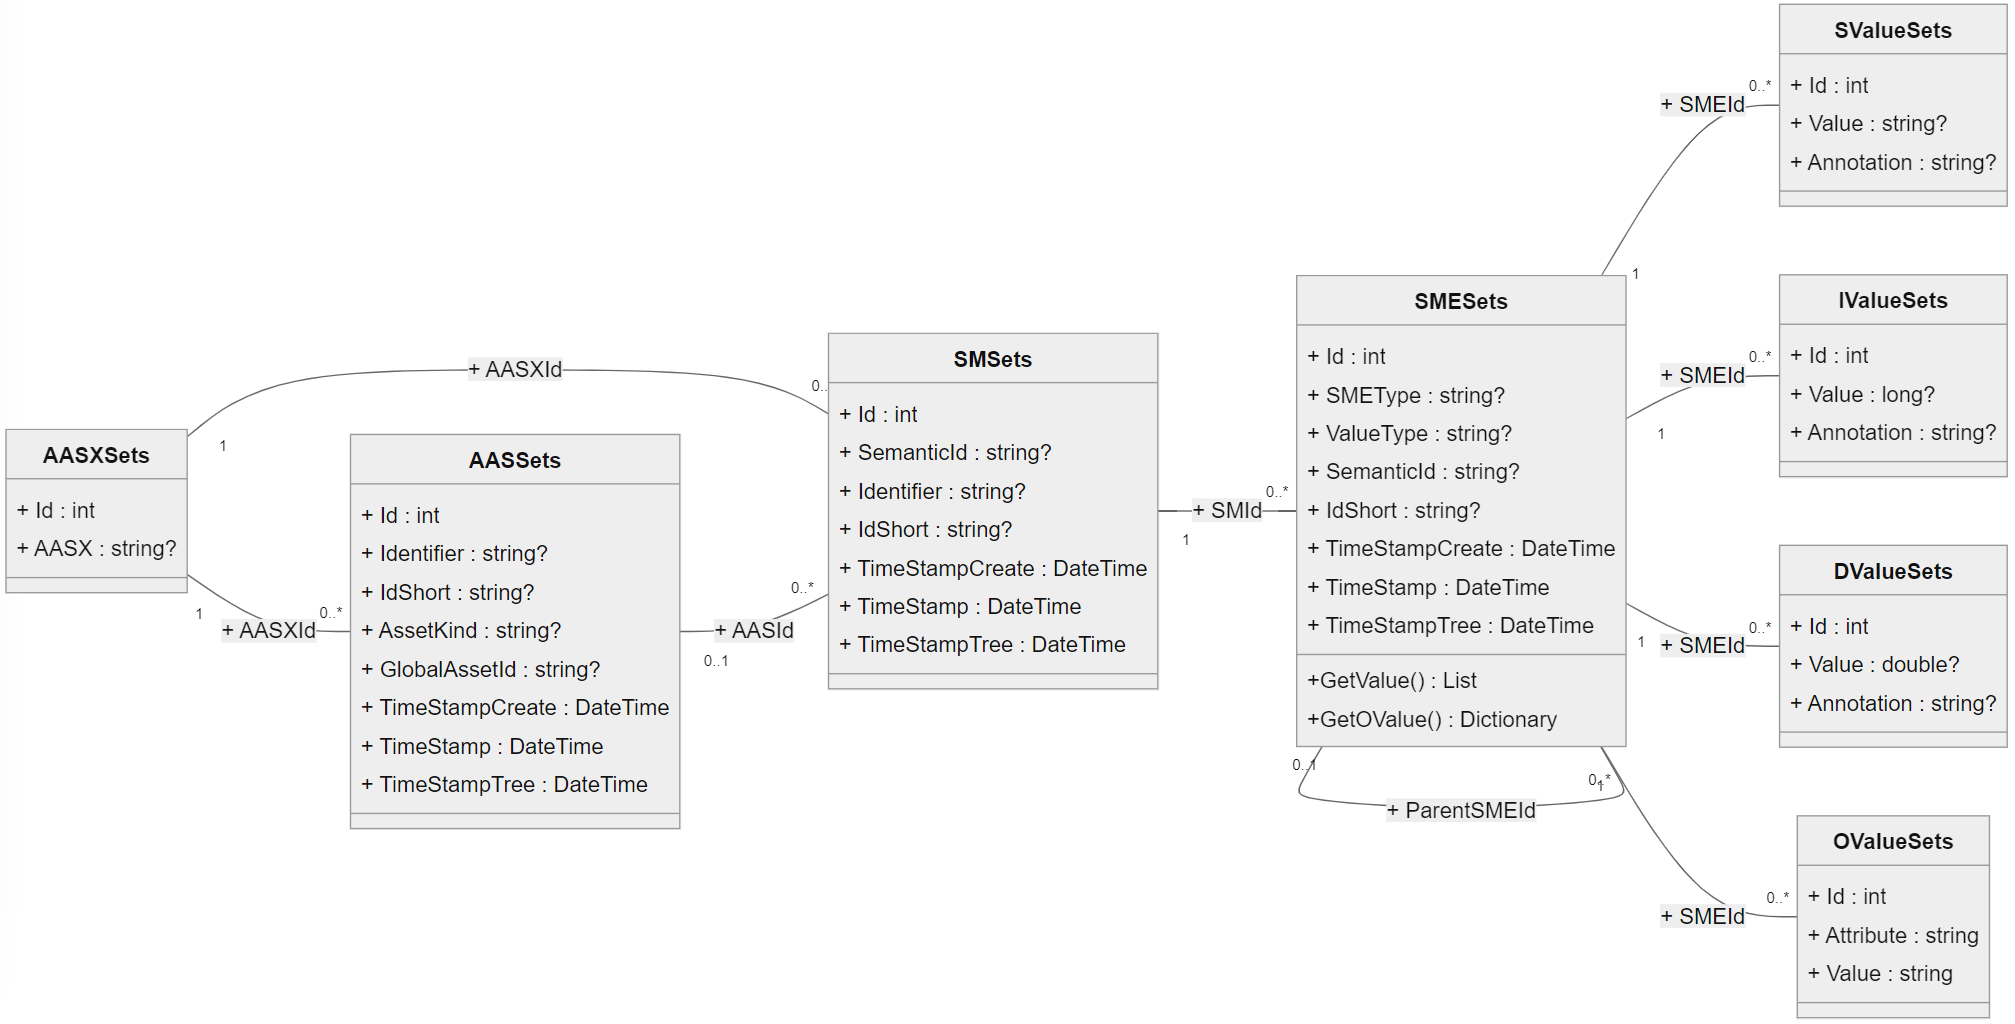 AASXSets
+ Id : int
+ AASX : string?
1
+ AASXId
0..
1
+ AASXId
0..*
AASSets
+ Id : int
+ Identifier : string?
+ IdShort : string?
+ AssetKind : string?
+ GlobalAssetId : string?
+ TimeStampCreate : DateTime
+ TimeStamp : DateTime
+ TimeStampTree : DateTime
0..1
+ AASId
0..*
SMSets
+ Id : int
+ SemanticId : string?
+ Identifier : string?
+ IdShort : string?
+ TimeStampCreate : DateTime
+ TimeStamp : DateTime
+ TimeStampTree : DateTime
1
+ SMId
0..*
SMESets
+ Id : int
+ SMEType : string?
+ ValueType : string?
+ SemanticId : string?
+ IdShort : string?
+ TimeStampCreate : DateTime
+ TimeStamp : DateTime
+ TimeStampTree : DateTime
+GetValue() : List
+GetOValue() : Dictionary
0..1
+ ParentSMEId
0..*
1
+ SMEId
0..*
SValueSets
+ Id : int
+ Value : string?
+ Annotation : string?
1
+ SMEId
0..*
IValueSets
+ Id : int
+ Value : long?
+ Annotation : string?
1
+ SMEId
0..*
DValueSets
+ Id : int
+ Value : double?
+ Annotation : string?
1
+ SMEId
0..*
OValueSets
+ Id : int
+ Attribute : string
+ Value : string